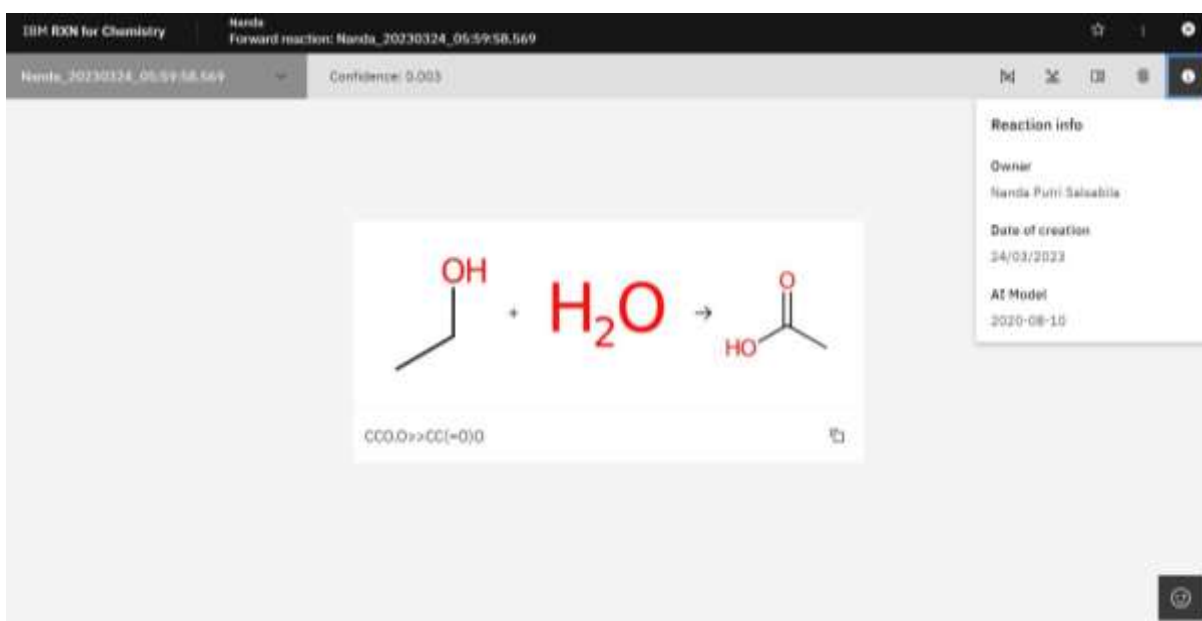 IBM RXN for Chemistry
Nanda
Forward reaction: Nanda_20230324_05:59:58.569
Nanda_20230324_05:59:58.569
Confidence: 0.003
Reaction info
Owner
Nanda Putri Salsabila
Date of creation
24/03/2023
AI Model
2020-08-10
OH
+ H₂O →
O
HO
CCO.O>>CC(=O)O